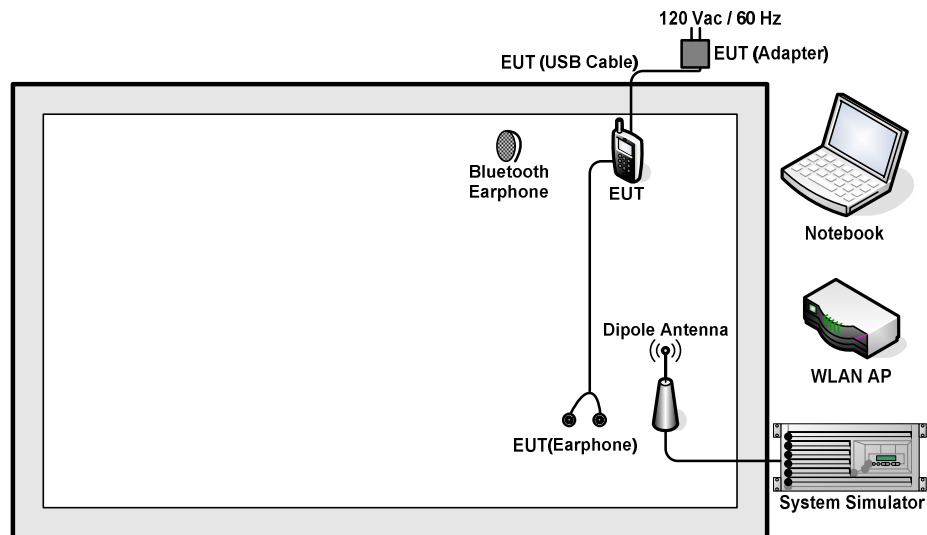 120 Vac / 60 Hz
EUT (USB Cable)
EUT (Adapter)
Bluetooth
Earphone
EUT
Notebook
Dipole Antenna
WLAN AP
EUT(Earphone)
System Simulator